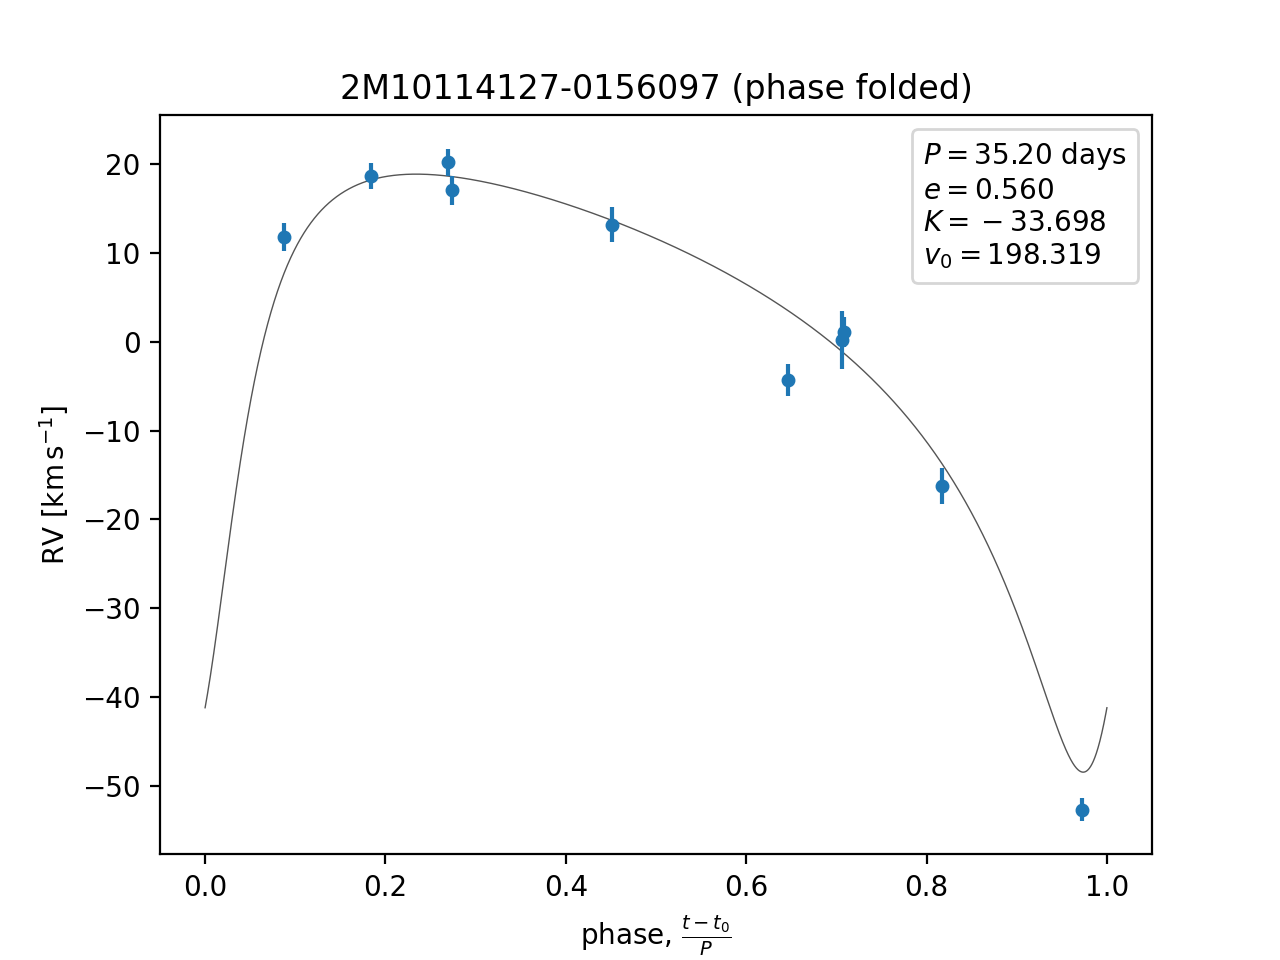 2M10114127-0156097 (phase folded)
P = 35.20 days
e = 0.560
K = −33.698
v₀ = 198.319
20
10
0
−10
−20
−30
−40
−50
RV [km s⁻¹]
0.0 0.2 0.4 0.6 0.8 1.0
phase, (t − t₀)/P